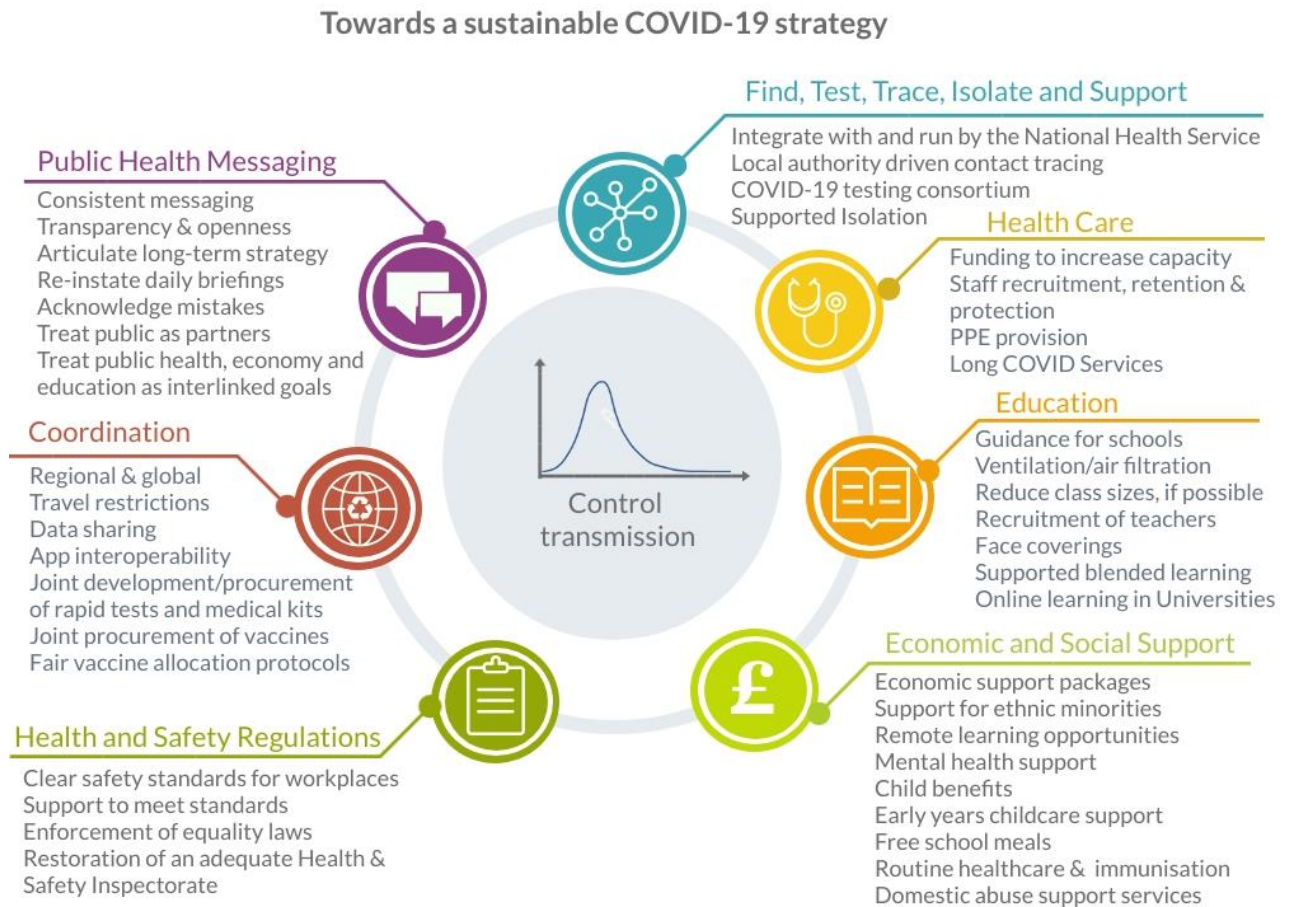 Towards a sustainable COVID-19 strategy
Find, Test, Trace, Isolate and Support
Integrate with and run by the National Health Service
Local authority driven contact tracing
COVID-19 testing consortium
Supported Isolation
Health Care
Funding to increase capacity
Staff recruitment, retention &
protection
PPE provision
Long COVID Services
Education
Guidance for schools
Ventilation/air filtration
Reduce class sizes, if possible
Recruitment of teachers
Face coverings
Supported blended learning
Online learning in Universities
Economic and Social Support
Economic support packages
Support for ethnic minorities
Remote learning opportunities
Mental health support
Child benefits
Early years childcare support
Free school meals
Routine healthcare & immunisation
Domestic abuse support services
£
Health and Safety Regulations
Clear safety standards for workplaces
Support to meet standards
Enforcement of equality laws
Restoration of an adequate Health &
Safety Inspectorate
Coordination
Regional & global
Travel restrictions
Data sharing
App interoperability
Joint development/procurement
of rapid tests and medical kits
Joint procurement of vaccines
Fair vaccine allocation protocols
Public Health Messaging
Consistent messaging
Transparency & openness
Articulate long-term strategy
Re-instate daily briefings
Acknowledge mistakes
Treat public as partners
Treat public health, economy and
education as interlinked goals
Control
transmission